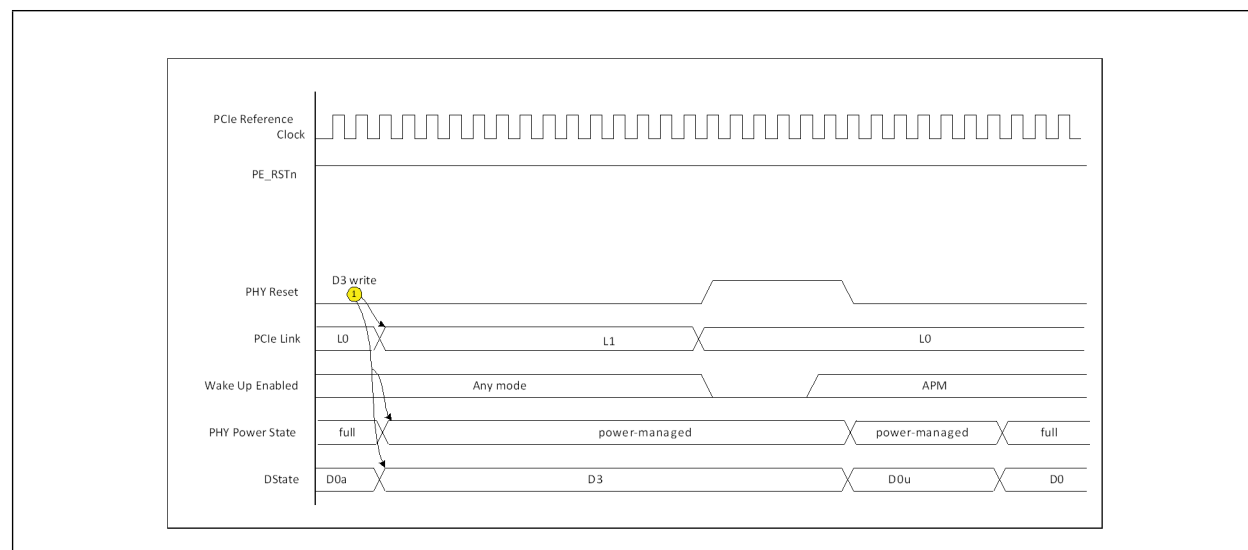 PCIe Reference
Clock
PE_RSTn
D3 write
PHY Reset
1
PCIe Link L0 L1 L0
Wake Up Enabled Any mode APM
PHY Power State full power-managed power-managed full
DState D0a D3 D0u D0